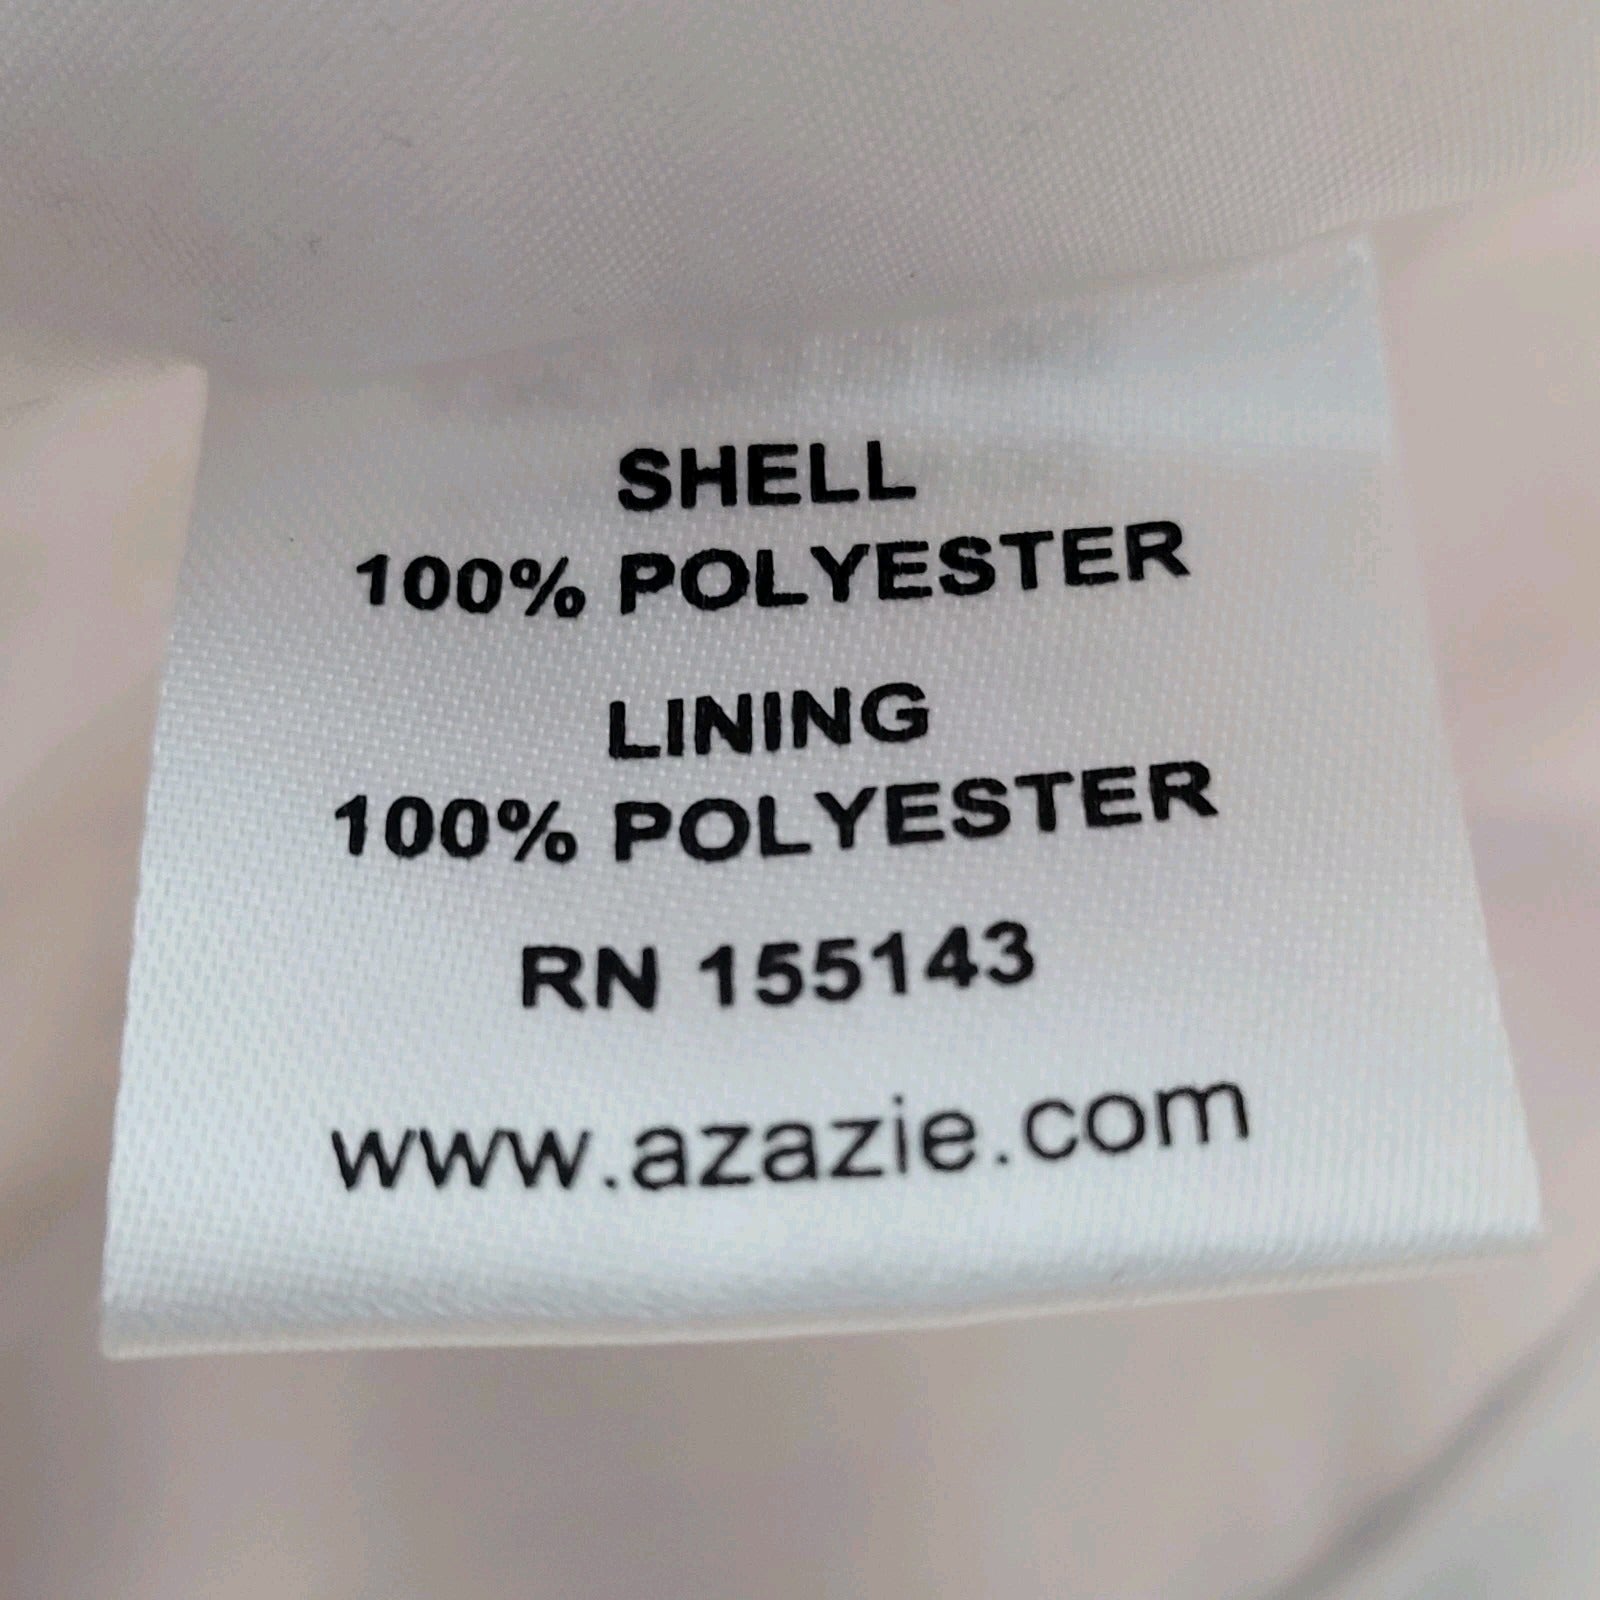 SHELL
100% POLYESTER
LINING
100% POLYESTER
RN 155143
www.azazie.com